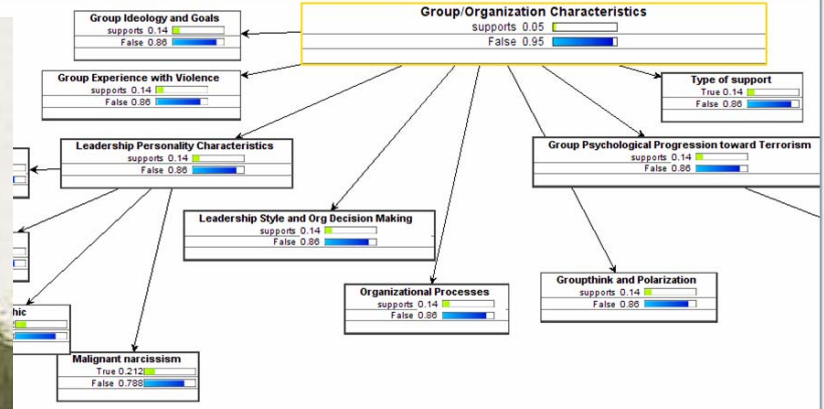 Group/Organization Characteristics
supports 0.05
False 0.95
Group Ideology and Goals
supports 0.14
False 0.86
Group Experience with Violence
supports 0.14
False 0.86
Type of support
True 0.14
False 0.86
Leadership Personality Characteristics
supports 0.14
False 0.86
Group Psychological Progression toward Terrorism
supports 0.14
False 0.86
Leadership Style and Org Decision Making
supports 0.14
False 0.86
Organizational Processes
supports 0.14
False 0.86
Groupthink and Polarization
supports 0.14
False 0.86
hic
Malignant narcissism
True 0.212
False 0.788